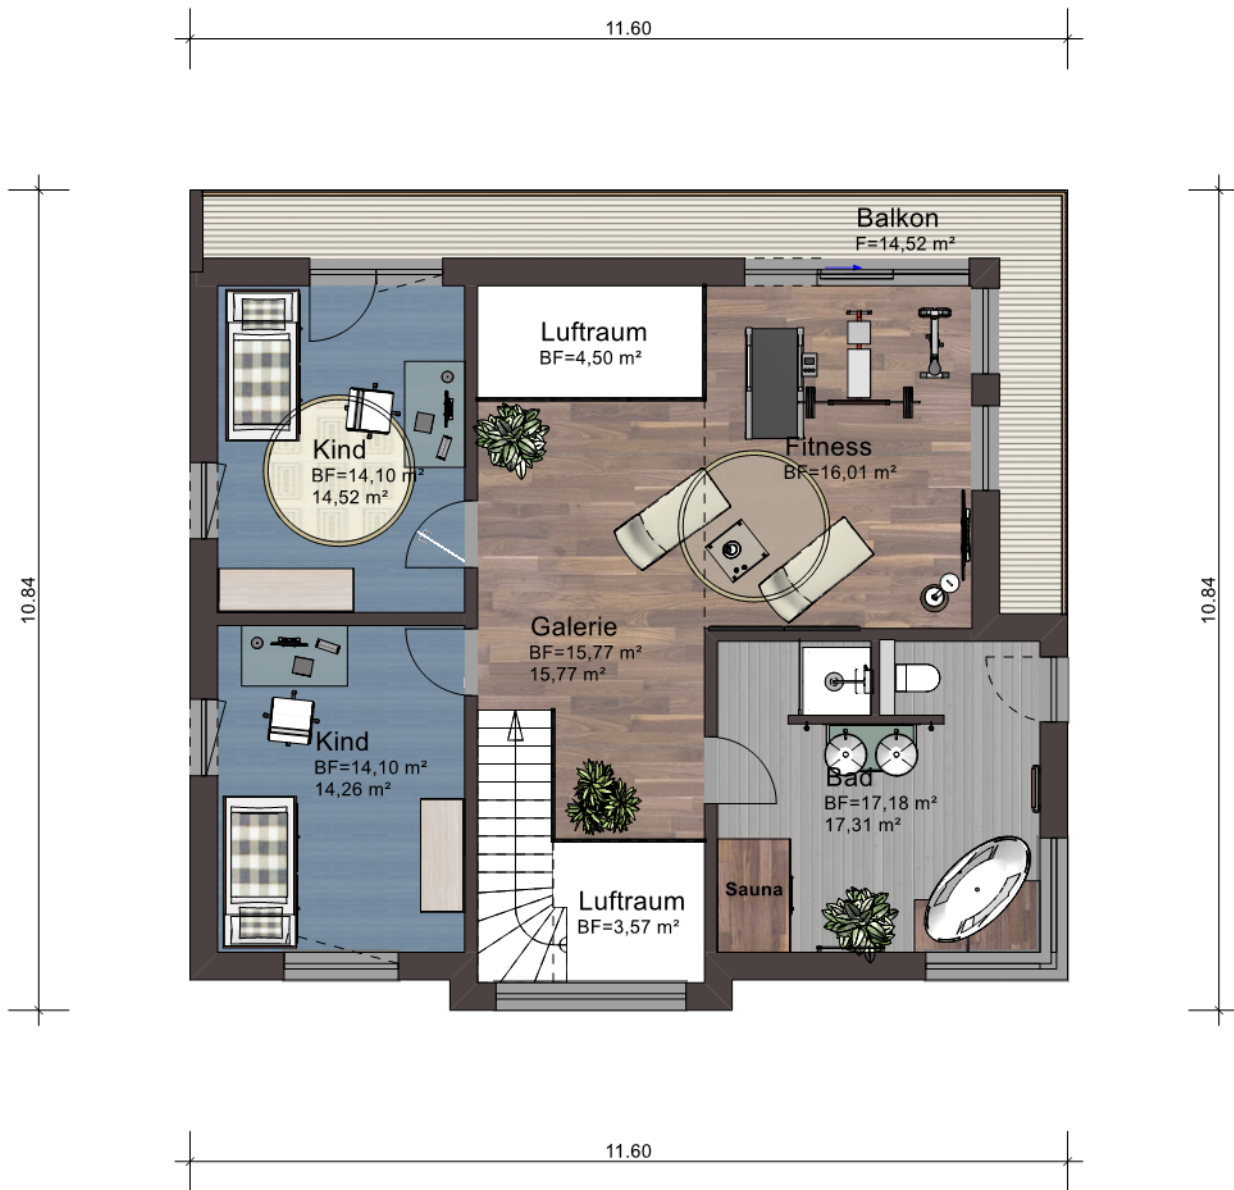 11.60
Balkon
F=14,52 m²
Luftraum
BF=4,50 m²
Kind
BF=14,10 m²
14,52 m²
Fitness
BF=16,01 m²
10.84
10.84
Galerie
BF=15,77 m²
15,77 m²
Kind
BF=14,10 m²
14,26 m²
Bad
BF=17,18 m²
17,31 m²
Sauna
Luftraum
BF=3,57 m²
11.60